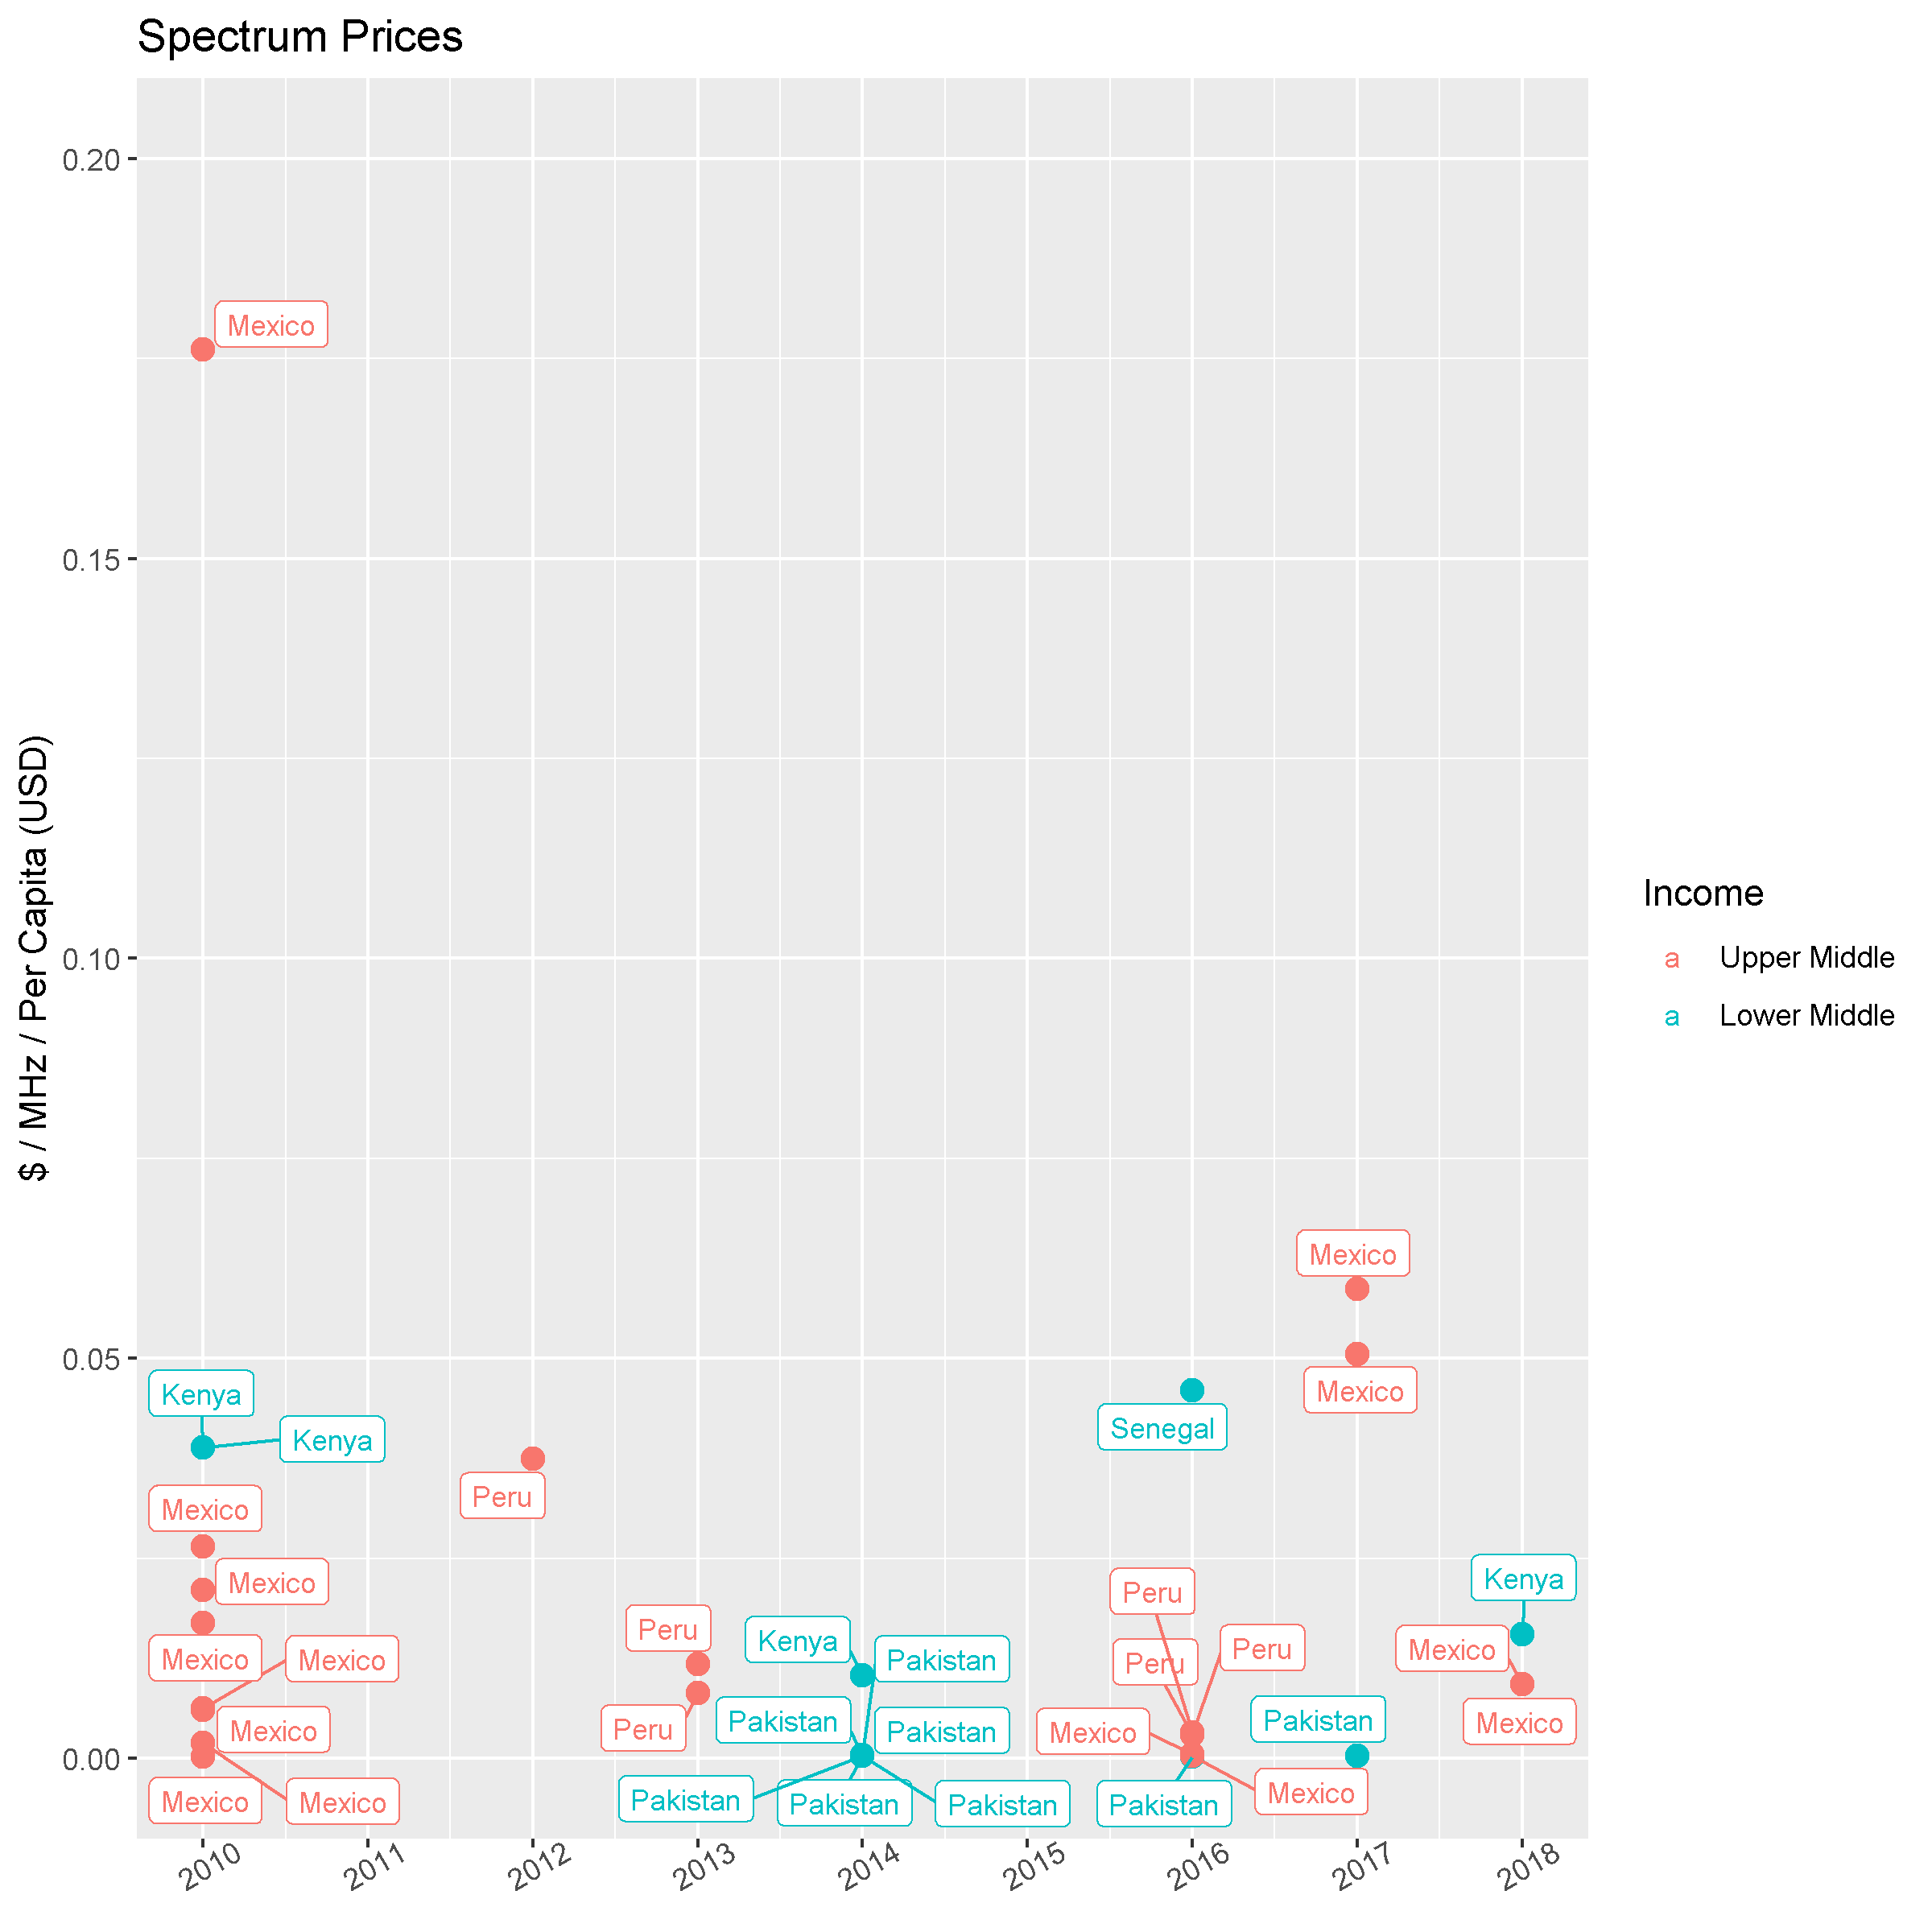 Spectrum Prices
$ / MHz / Per Capita (USD)
0.20
0.15
0.10
0.05
0.00
Mexico
Mexico
Mexico
Kenya
Kenya
Senegal
Mexico
Peru
Mexico
Kenya
Mexico
Peru
Peru
Peru
Kenya
Peru
Mexico
Mexico
Mexico
Pakistan
Peru
Pakistan
Pakistan
Mexico
Mexico
Peru
Pakistan
Mexico
Mexico
Pakistan
Mexico
Mexico
Pakistan
Pakistan
Pakistan
Mexico
2010
2011
2012
2013
2014
2015
2016
2017
2018
Income
a Upper Middle
a Lower Middle